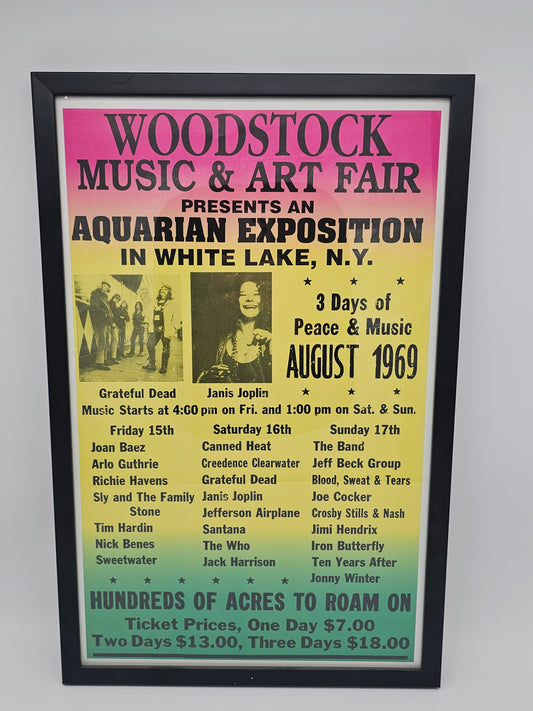 WOODSTOCK
MUSIC & ART FAIR
PRESENTS AN
AQUARIAN EXPOSITION
IN WHITE LAKE, N.Y.
3 Days of
Peace & Music
AUGUST 1969
Grateful Dead
Janis Joplin
Music Starts at 4:00 pm on Fri. and 1:00 pm on Sat. & Sun.
Friday 15th
Joan Baez
Arlo Guthrie
Richie Havens
Sly and The Family
Stone
Tim Hardin
Nick Benes
Sweetwater
Saturday 16th
Canned Heat
Creedence Clearwater
Grateful Dead
Janis Joplin
Jefferson Airplane
Santana
The Who
Jack Harrison
Sunday 17th
The Band
Jeff Beck Group
Blood, Sweat & Tears
Joe Cocker
Crosby Stills & Nash
Jimi Hendrix
Iron Butterfly
Ten Years After
Jonny Winter
HUNDREDS OF ACRES TO ROAM ON
Ticket Prices, One Day $7.00
Two Days $13.00, Three Days $18.00